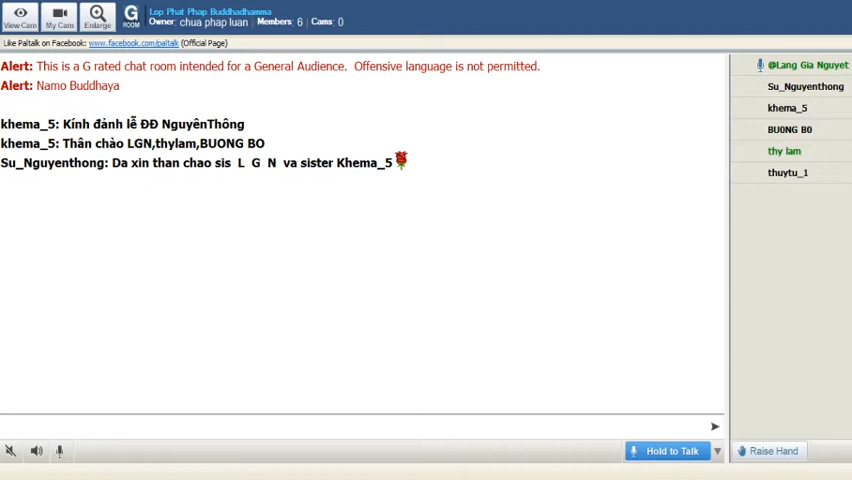 View Cam
My Cams
Enlarge
G
ROOM
Lop Phat Phap Buddhadhamma
Owner: chua phap luan Members: 6 Cams: 0
Like Paltalk on Facebook: www.facebook.com/paltalk (Official Page)
Alert: This is a G rated chat room intended for a General Audience. Offensive language is not permitted.
Alert: Namo Buddhaya
khema_5: Kính đảnh lễ ĐĐ NguyênThông
khema_5: Thân chào LGN,thylam,BUONG BO
Su_Nguyenthong: Da xin than chao sis L G N va sister Khema_5
@Lang Gia Nguyet
Su_Nguyenthong
khema_5
BU0NG B0
thy lam
thuytu_1
Hold to Talk
Raise Hand